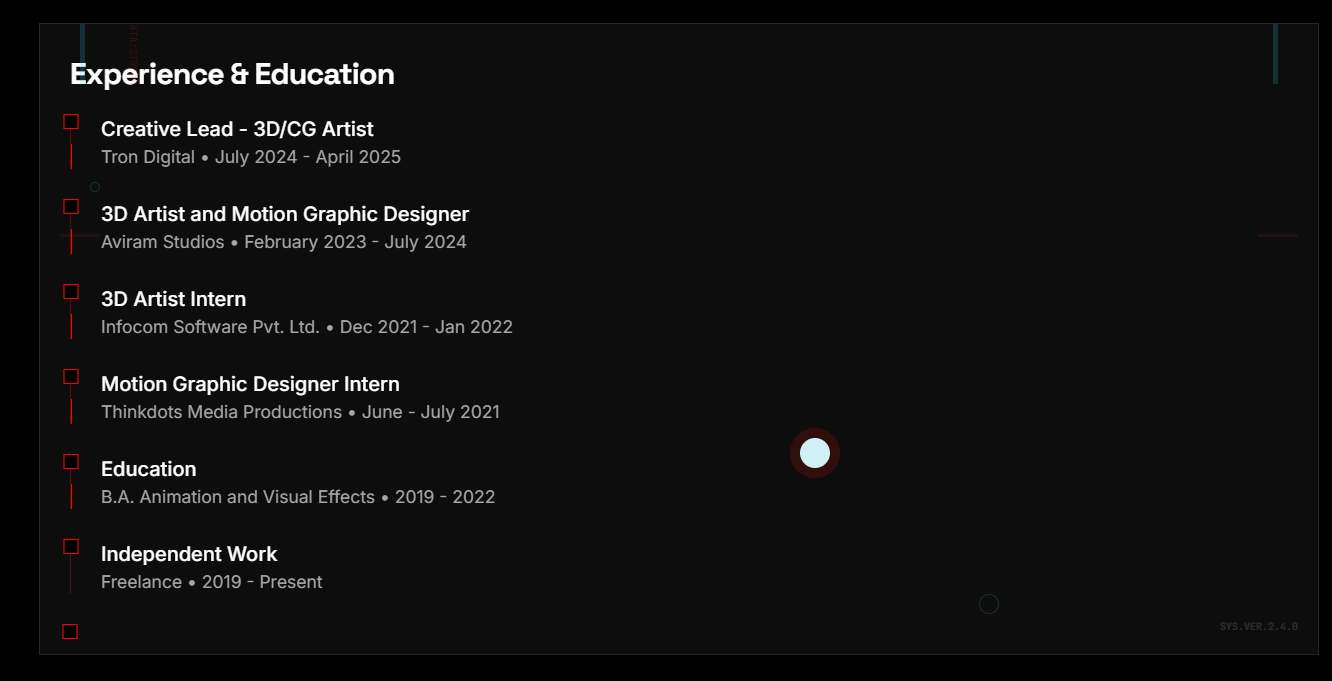 Experience & Education
Creative Lead - 3D/CG Artist
Tron Digital • July 2024 - April 2025
3D Artist and Motion Graphic Designer
Aviram Studios • February 2023 - July 2024
3D Artist Intern
Infocom Software Pvt. Ltd. • Dec 2021 - Jan 2022
Motion Graphic Designer Intern
Thinkdots Media Productions • June - July 2021
Education
B.A. Animation and Visual Effects • 2019 - 2022
Independent Work
Freelance • 2019 - Present
SYS.VER.2.4.0